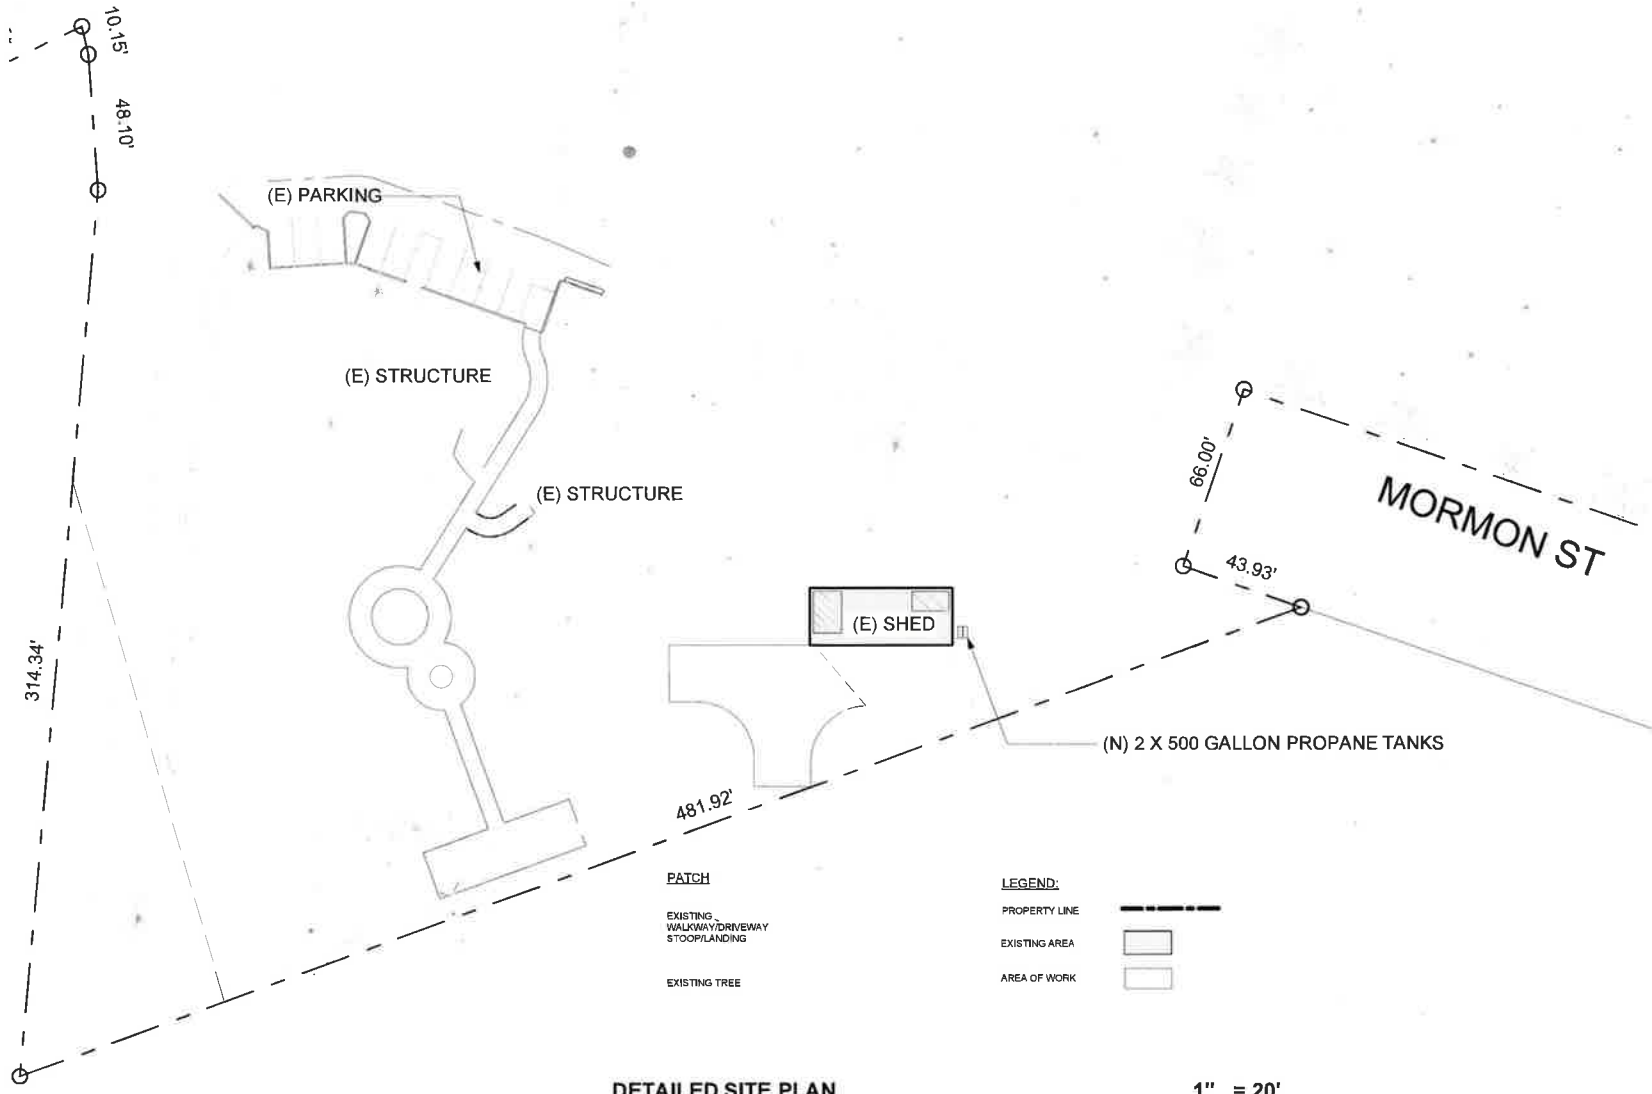 10.15'
48.10'
(E) PARKING
(E) STRUCTURE
66.00'
MORMON ST
(E) STRUCTURE
43.93'
(E) SHED
314.34'
(N) 2 X 500 GALLON PROPANE TANKS
481.92'
PATCH
EXISTING
WALKWAY/DRIVEWAY
STOOP/LANDING
EXISTING TREE
LEGEND:
PROPERTY LINE
EXISTING AREA
AREA OF WORK
DETAILED SITE PLAN
1" = 20'